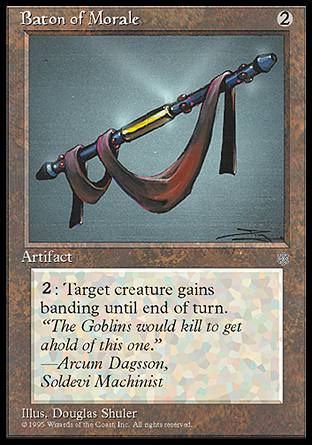 Baton of Morale 2
Artifact
2: Target creature gains
banding until end of turn.
"The Goblins would kill to get
ahold of this one."
—Arcum Dagsson,
Soldevi Machinist
Illus. Douglas Shuler
© 1995 Wizards of the Coast, Inc. All rights reserved.